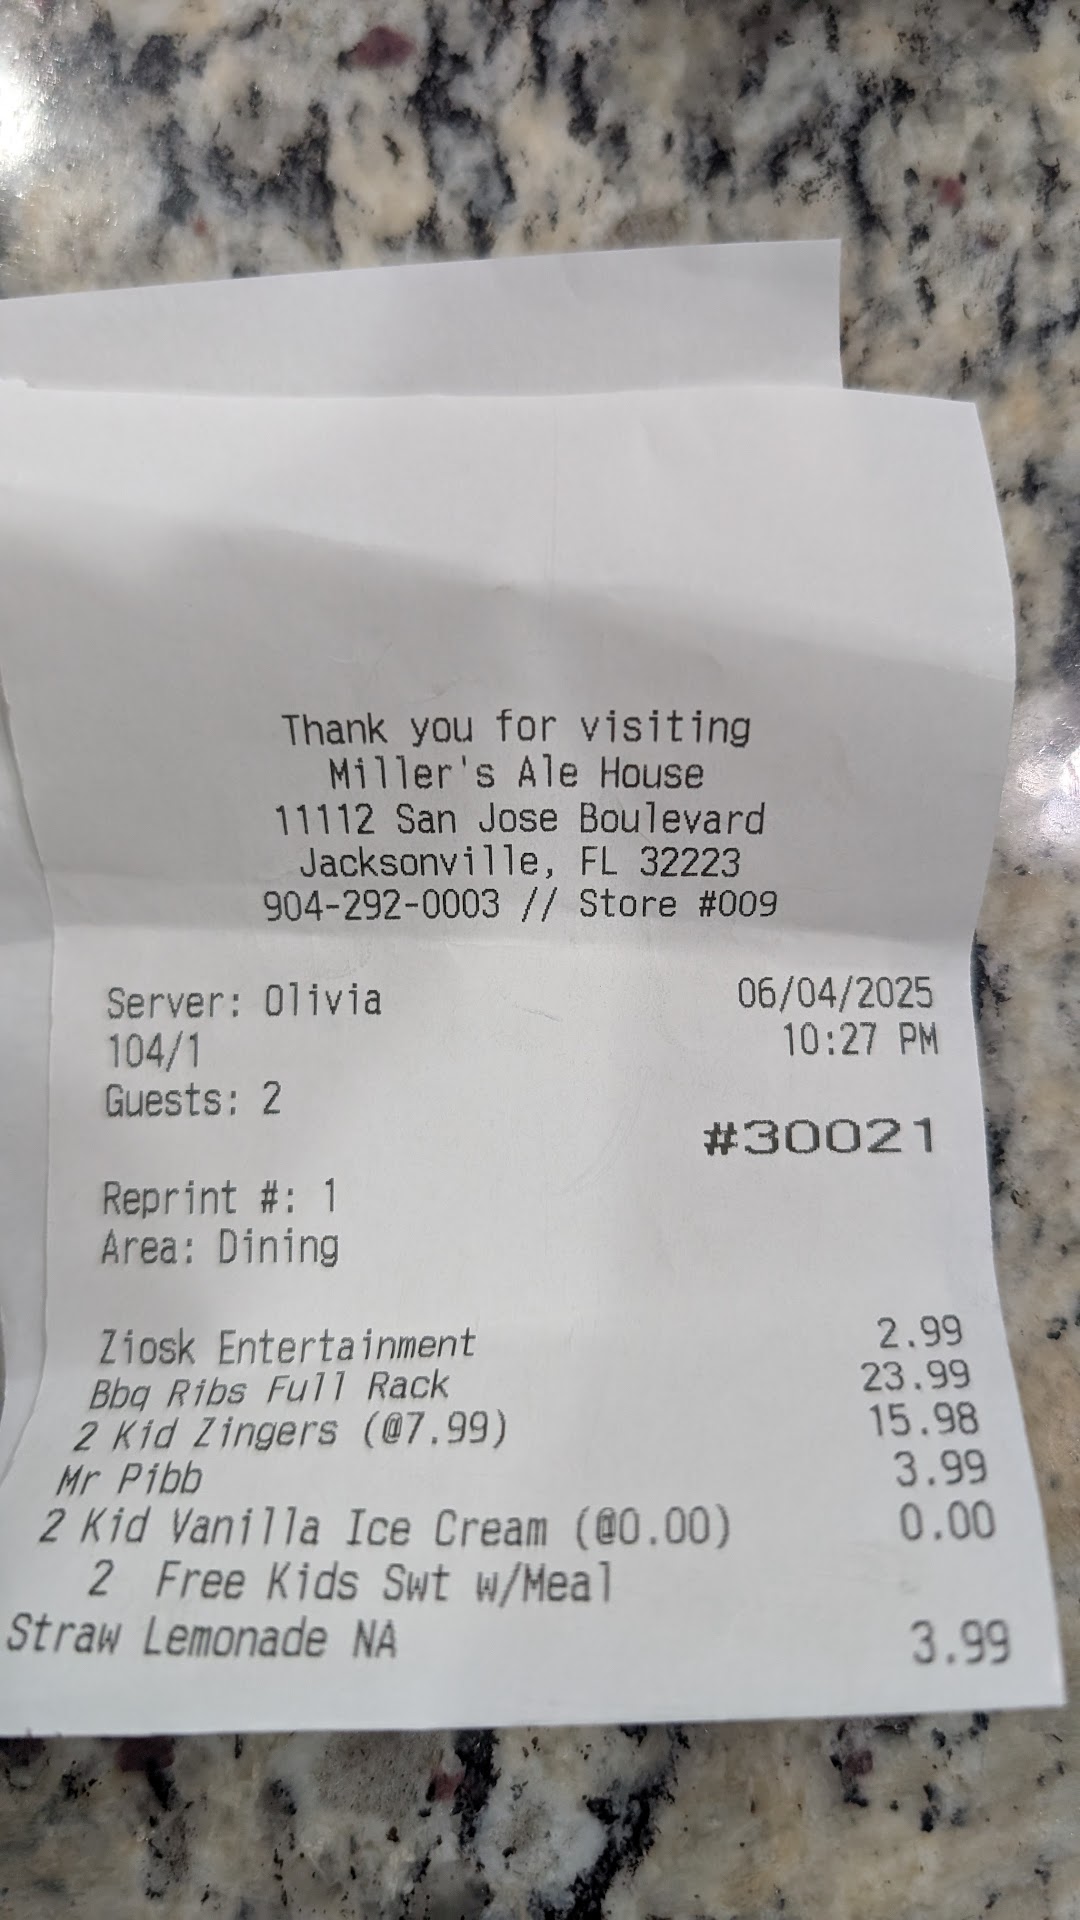 Thank you for visiting
Miller's Ale House
11112 San Jose Boulevard
Jacksonville, FL 32223
904-292-0003 // Store #009
Server: Olivia 06/04/2025
104/1 10:27 PM
Guests: 2
#30021
Reprint #: 1
Area: Dining
Ziosk Entertainment 2.99
Bbq Ribs Full Rack 23.99
2 Kid Zingers (@7.99) 15.98
Mr Pibb 3.99
2 Kid Vanilla Ice Cream (@0.00) 0.00
2 Free Kids Swt w/Meal
Straw Lemonade NA 3.99